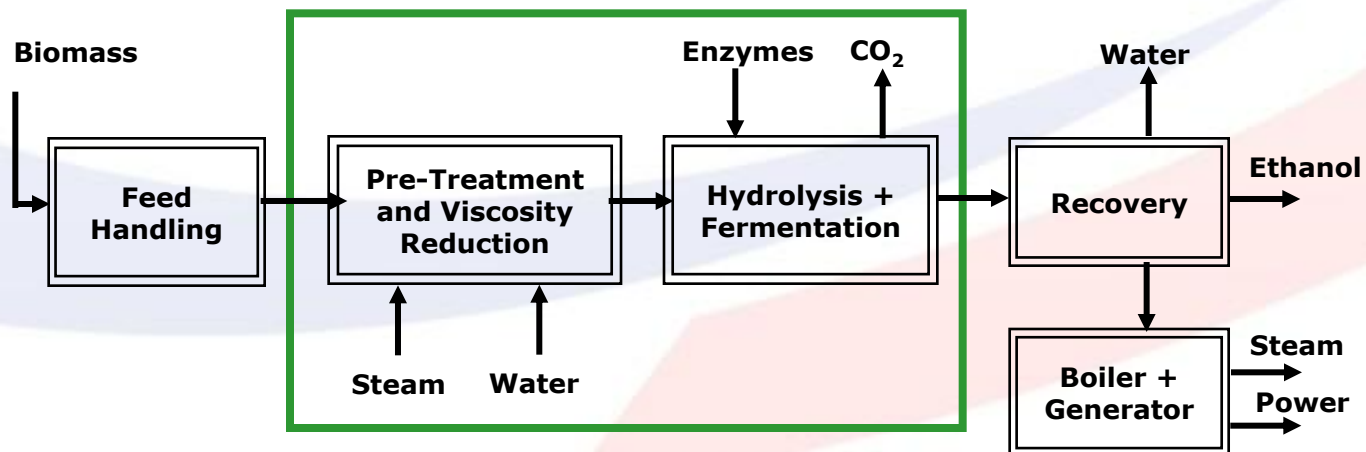 Biomass
Enzymes
CO₂
Water
Feed
Handling
Pre-Treatment
and Viscosity
Reduction
Hydrolysis +
Fermentation
Recovery
Ethanol
Steam
Water
Boiler +
Generator
Steam
Power